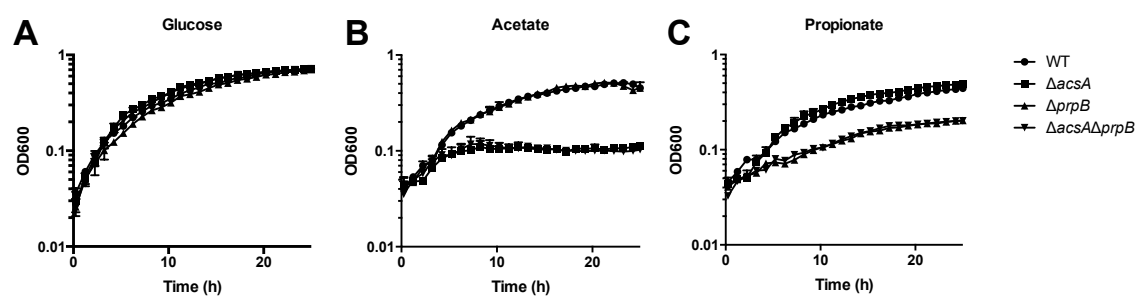 A
Glucose
OD600
1
0.1
0.01
0
10
20
Time (h)
B
Acetate
OD600
1
0.1
0.01
0
10
20
Time (h)
C
Propionate
OD600
1
0.1
0.01
0
10
20
Time (h)
WT
ΔacsA
ΔprpB
ΔacsAΔprpB